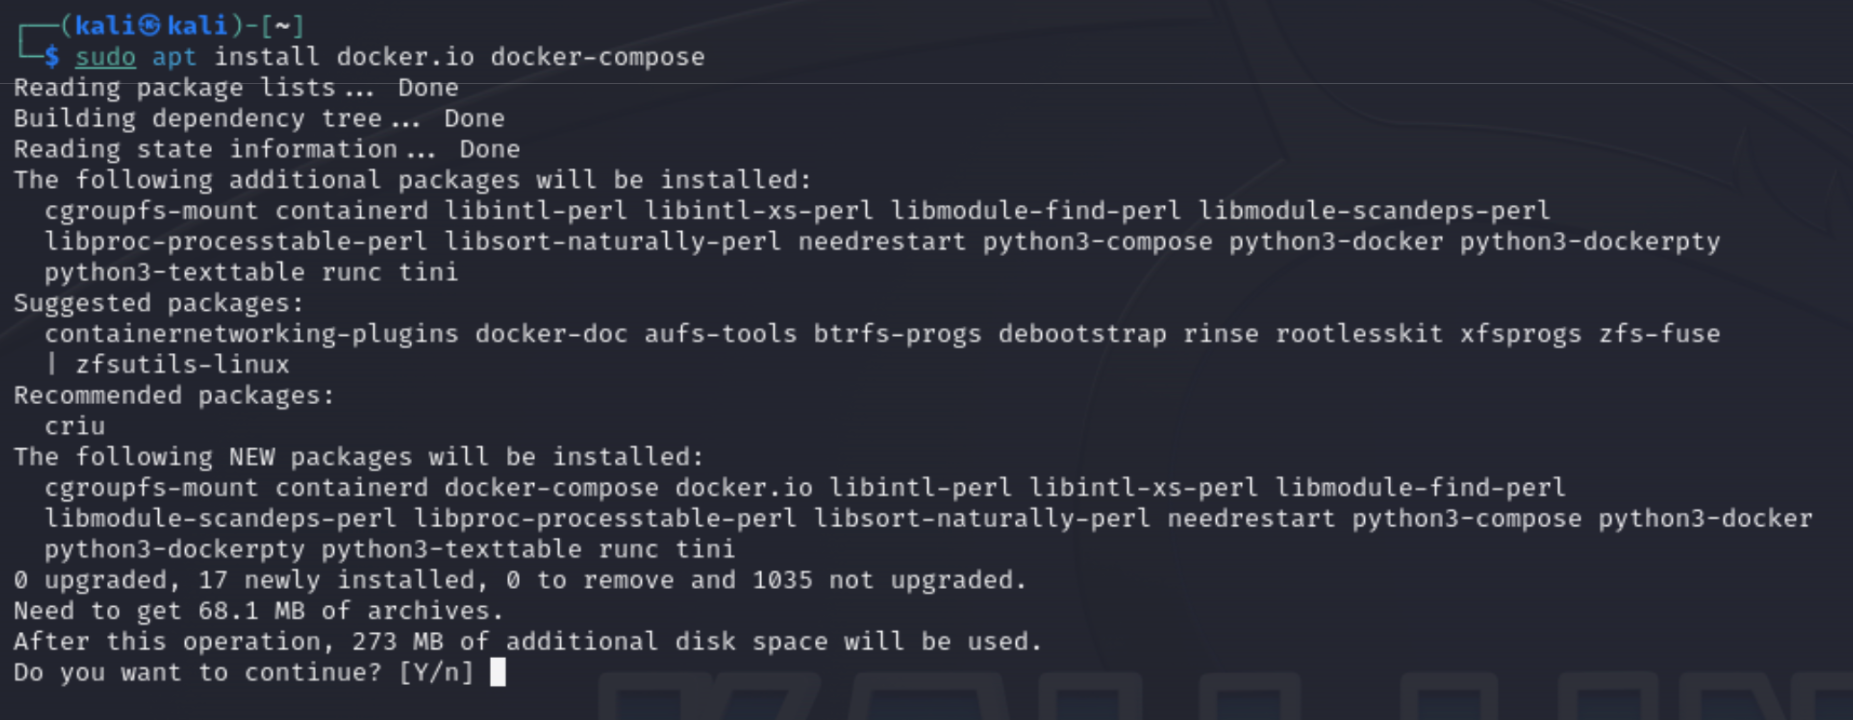 ┌──(kali㉿kali)-[~]
└─$ sudo apt install docker.io docker-compose
Reading package lists... Done
Building dependency tree... Done
Reading state information... Done
The following additional packages will be installed:
  cgroupfs-mount containerd libintl-perl libintl-xs-perl libmodule-find-perl libmodule-scandeps-perl
  libproc-processtable-perl libsort-naturally-perl needrestart python3-compose python3-docker python3-dockerpty
  python3-texttable runc tini
Suggested packages:
  containernetworking-plugins docker-doc aufs-tools btrfs-progs debootstrap rinse rootlesskit xfsprogs zfs-fuse
  | zfsutils-linux
Recommended packages:
  criu
The following NEW packages will be installed:
  cgroupfs-mount containerd docker-compose docker.io libintl-perl libintl-xs-perl libmodule-find-perl
  libmodule-scandeps-perl libproc-processtable-perl libsort-naturally-perl needrestart python3-compose python3-docker
  python3-dockerpty python3-texttable runc tini
0 upgraded, 17 newly installed, 0 to remove and 1035 not upgraded.
Need to get 68.1 MB of archives.
After this operation, 273 MB of additional disk space will be used.
Do you want to continue? [Y/n]